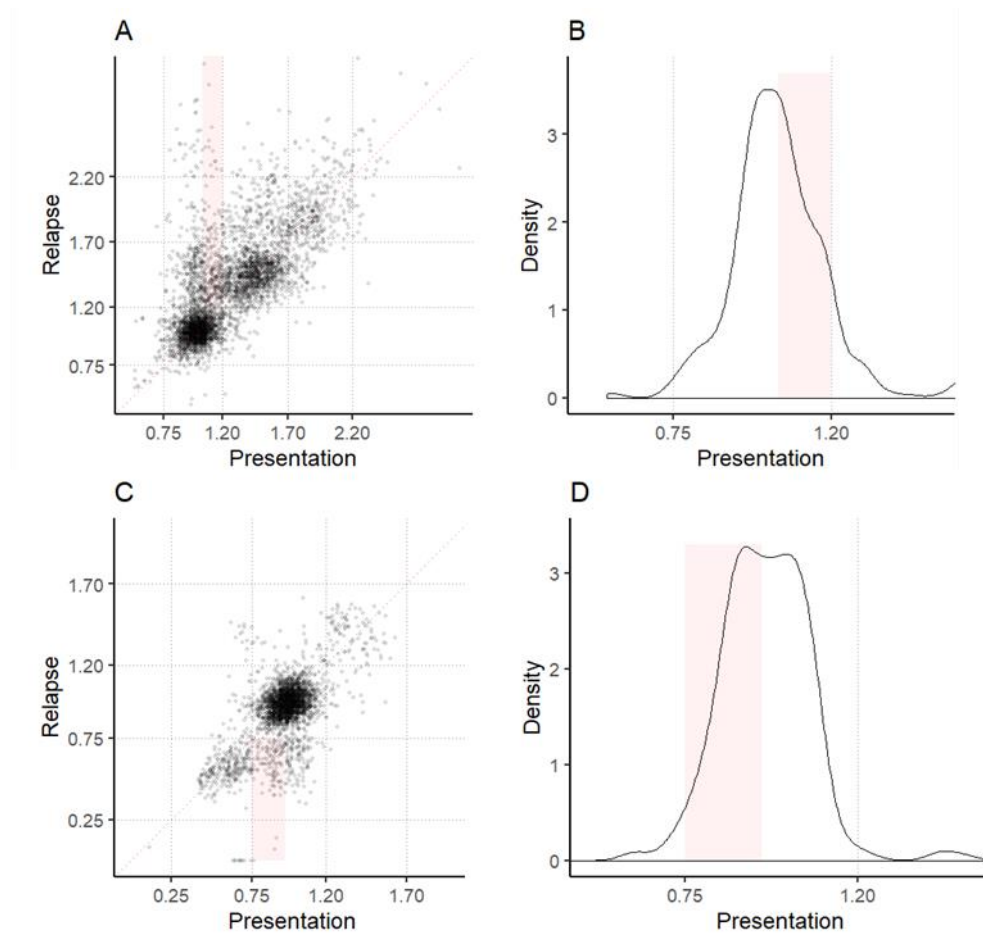 A
Relapse
2.20
1.70
1.20
0.75
0.75 1.20 1.70 2.20
Presentation
B
Density
3
2
1
0
0.75 1.20
Presentation
C
Relapse
1.70
1.20
0.75
0.25
0.25 0.75 1.20 1.70
Presentation
D
Density
3
2
1
0
0.75 1.20
Presentation